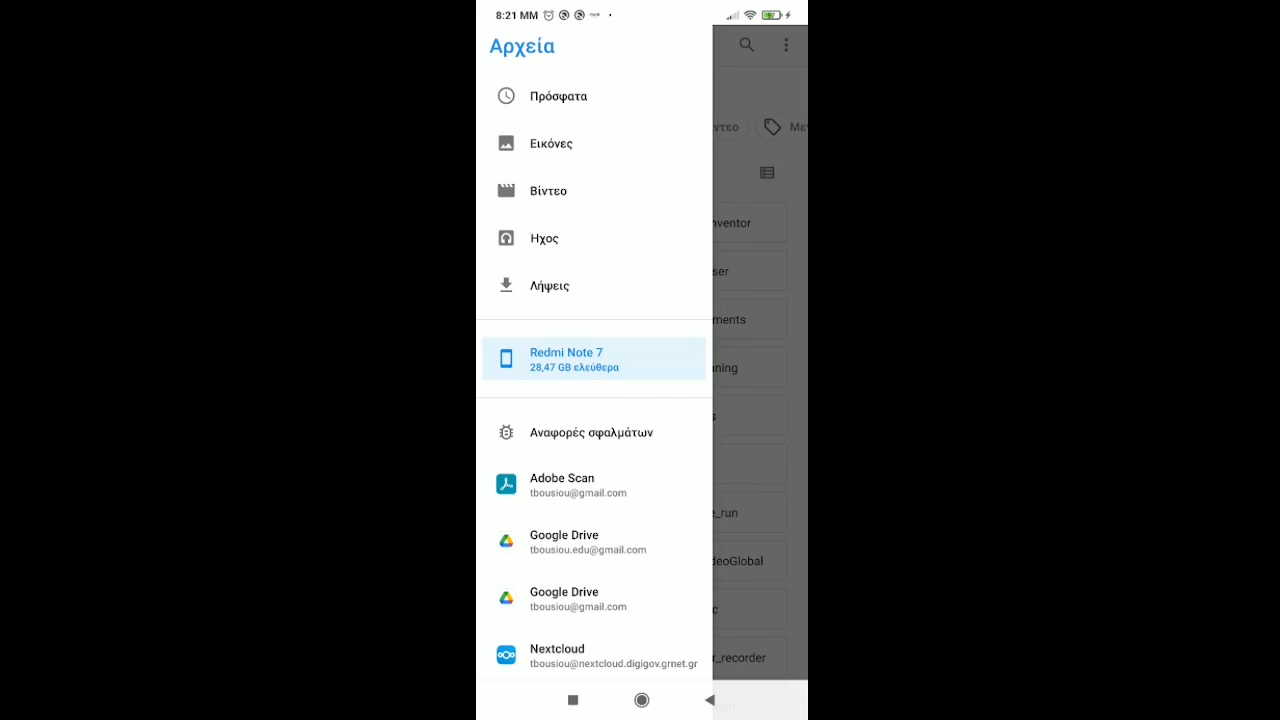 8:21 MM
Αρχεία
Πρόσφατα
Εικόνες
Βίντεο
Ήχος
Λήψεις
Redmi Note 7
28,47 GB ελεύθερα
Αναφορές σφαλμάτων
Adobe Scan
tbousiou@gmail.com
Google Drive
tbousiou.edu@gmail.com
Google Drive
tbousiou@gmail.com
Nextcloud
tbousiou@nextcloud.digigov.grnet.gr
ντεο
Με
nventor
ser
ments
ning
s
e_run
deoGlobal
c
r_recorder